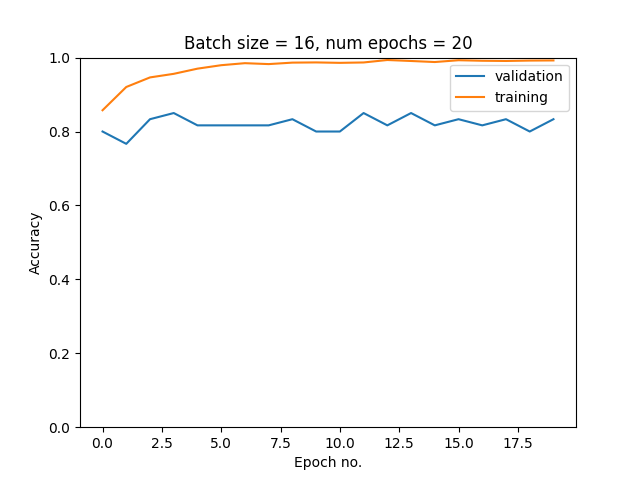 Batch size = 16, num epochs = 20
1.0
0.8
0.6
0.4
0.2
0.0
Accuracy
validation
training
0.0 2.5 5.0 7.5 10.0 12.5 15.0 17.5
Epoch no.